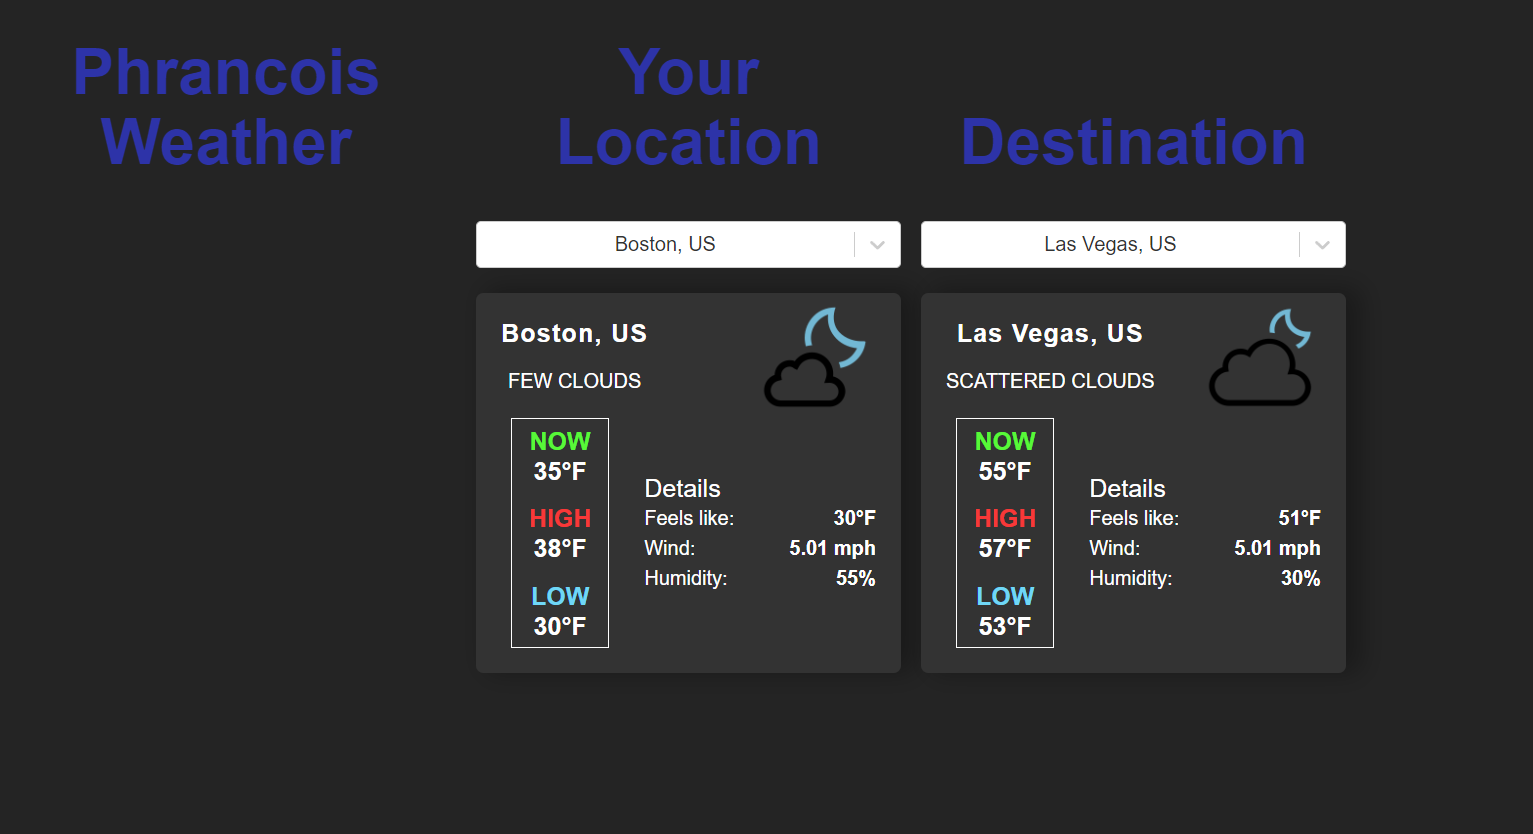 Phrancois
Weather
Your
Location
Destination
Boston, US
Las Vegas, US
Boston, US
FEW CLOUDS
NOW
35°F
HIGH
38°F
LOW
30°F
Details
Feels like: 30°F
Wind: 5.01 mph
Humidity: 55%
Las Vegas, US
SCATTERED CLOUDS
NOW
55°F
HIGH
57°F
LOW
53°F
Details
Feels like: 51°F
Wind: 5.01 mph
Humidity: 30%